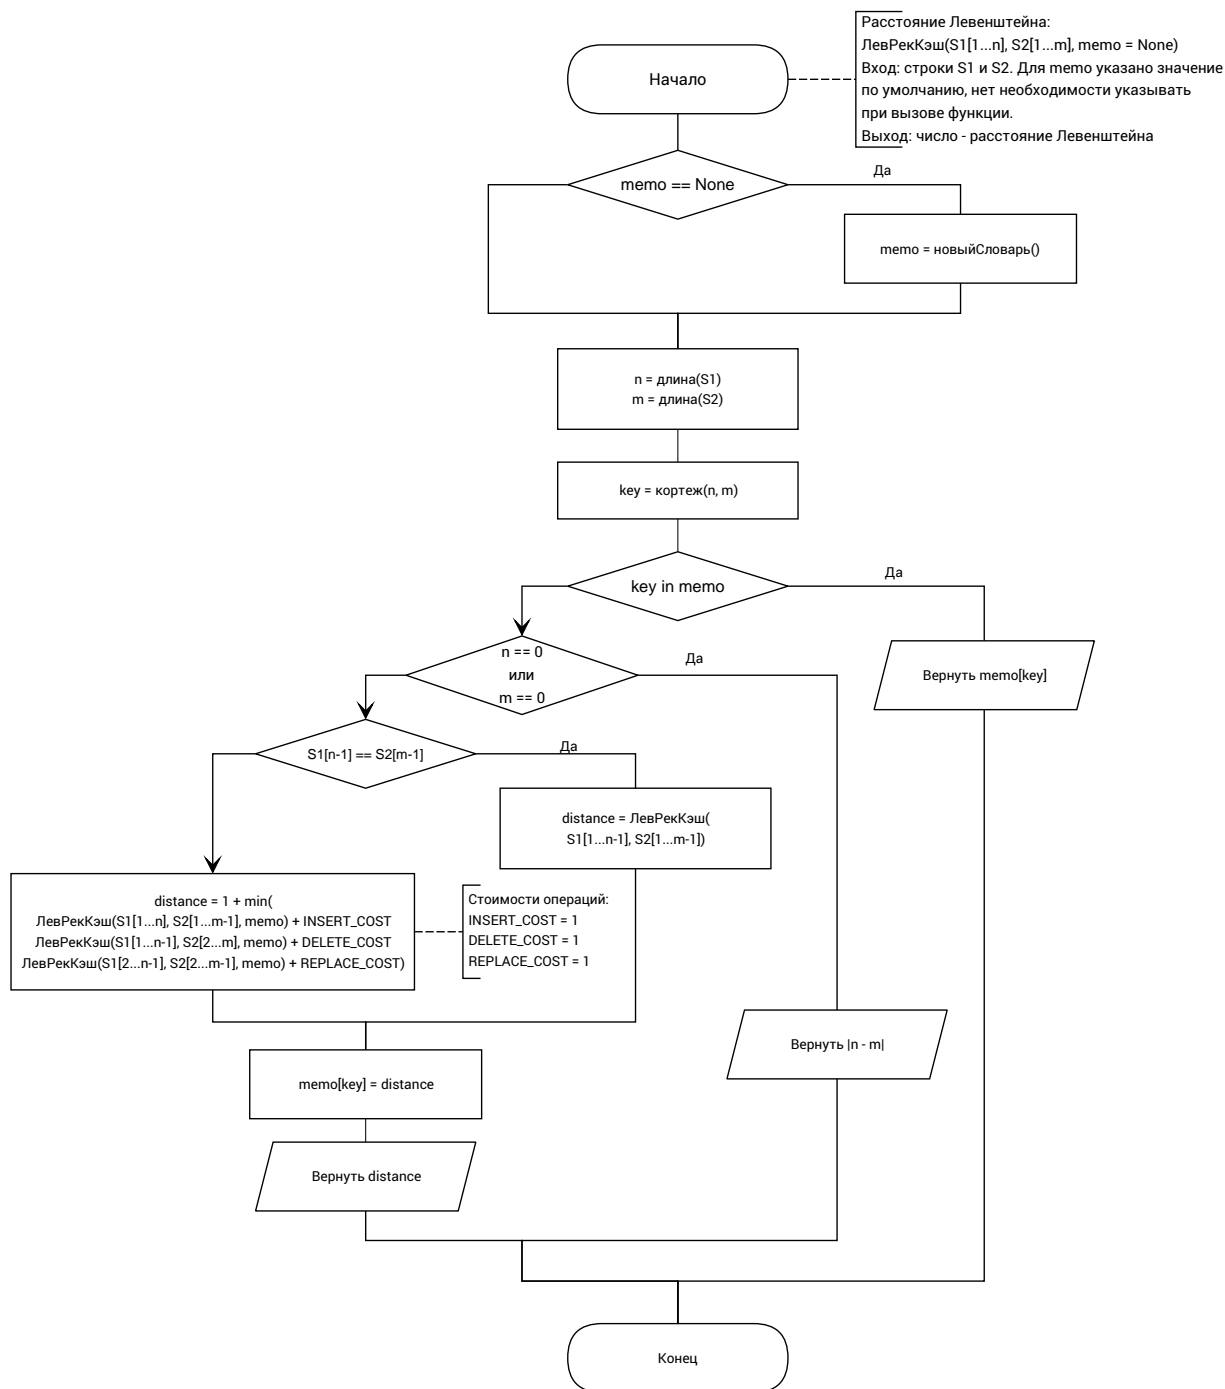 Расстояние Левенштейна:
ЛевРекКэш(S1[1...n], S2[1...m], memo = None)
Вход: строки S1 и S2. Для memo указано значение
по умолчанию, нет необходимости указывать
при вызове функции.
Выход: число - расстояние Левенштейна
Начало
memo == None
Да
memo = новыйСловарь()
n = длина(S1)
m = длина(S2)
key = кортеж(n, m)
key in memo
Да
Вернуть memo[key]
n == 0
или
m == 0
Да
S1[n-1] == S2[m-1]
Да
distance = ЛевРекКэш(
S1[1...n-1], S2[1...m-1])
distance = 1 + min(
ЛевРекКэш(S1[1...n], S2[1...m-1], memo) + INSERT_COST
ЛевРекКэш(S1[1...n-1], S2[2...m], memo) + DELETE_COST
ЛевРекКэш(S1[2...n-1], S2[2...m-1], memo) + REPLACE_COST)
Стоимости операций:
INSERT_COST = 1
DELETE_COST = 1
REPLACE_COST = 1
Вернуть |n - m|
memo[key] = distance
Вернуть distance
Конец